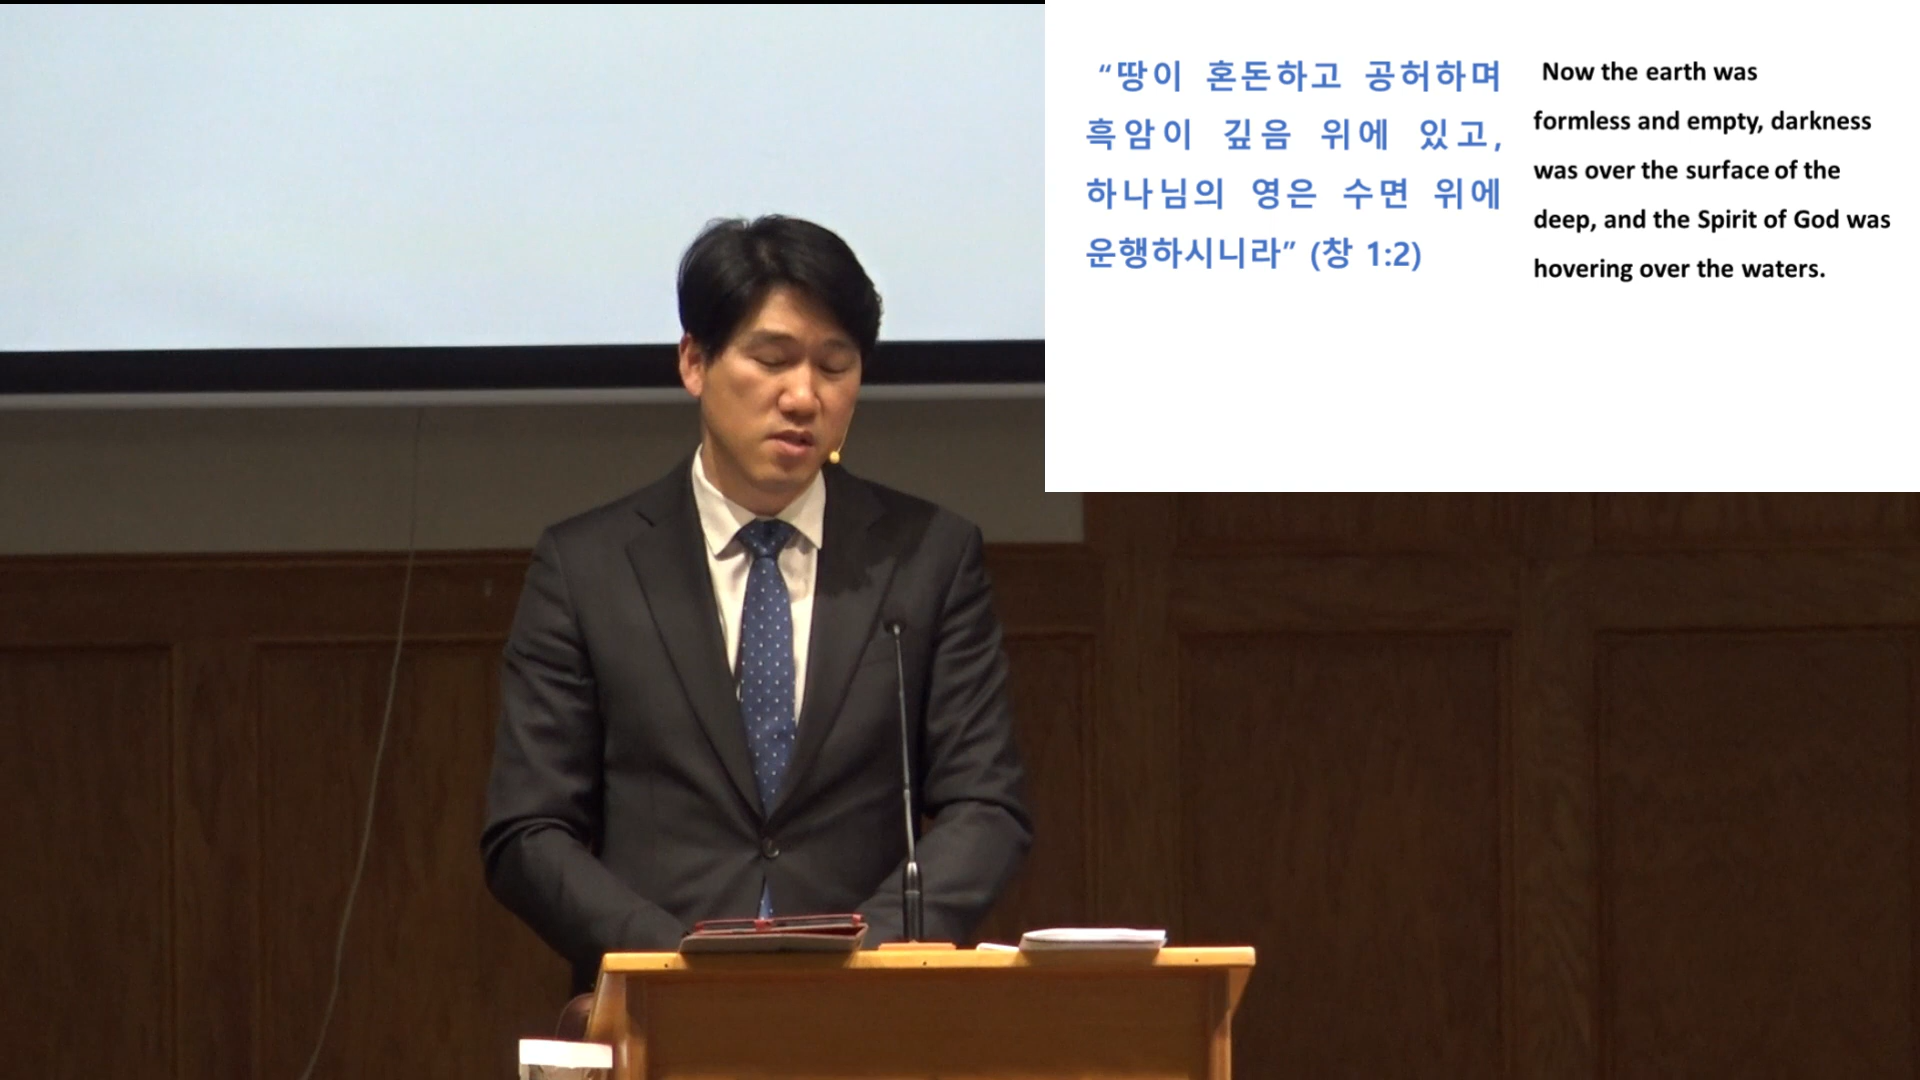 “땅이 혼돈하고 공허하며
흑암이 깊음 위에 있고,
하나님의 영은 수면 위에
운행하시니라” (창 1:2)
Now the earth was
formless and empty, darkness
was over the surface of the
deep, and the Spirit of God was
hovering over the waters.